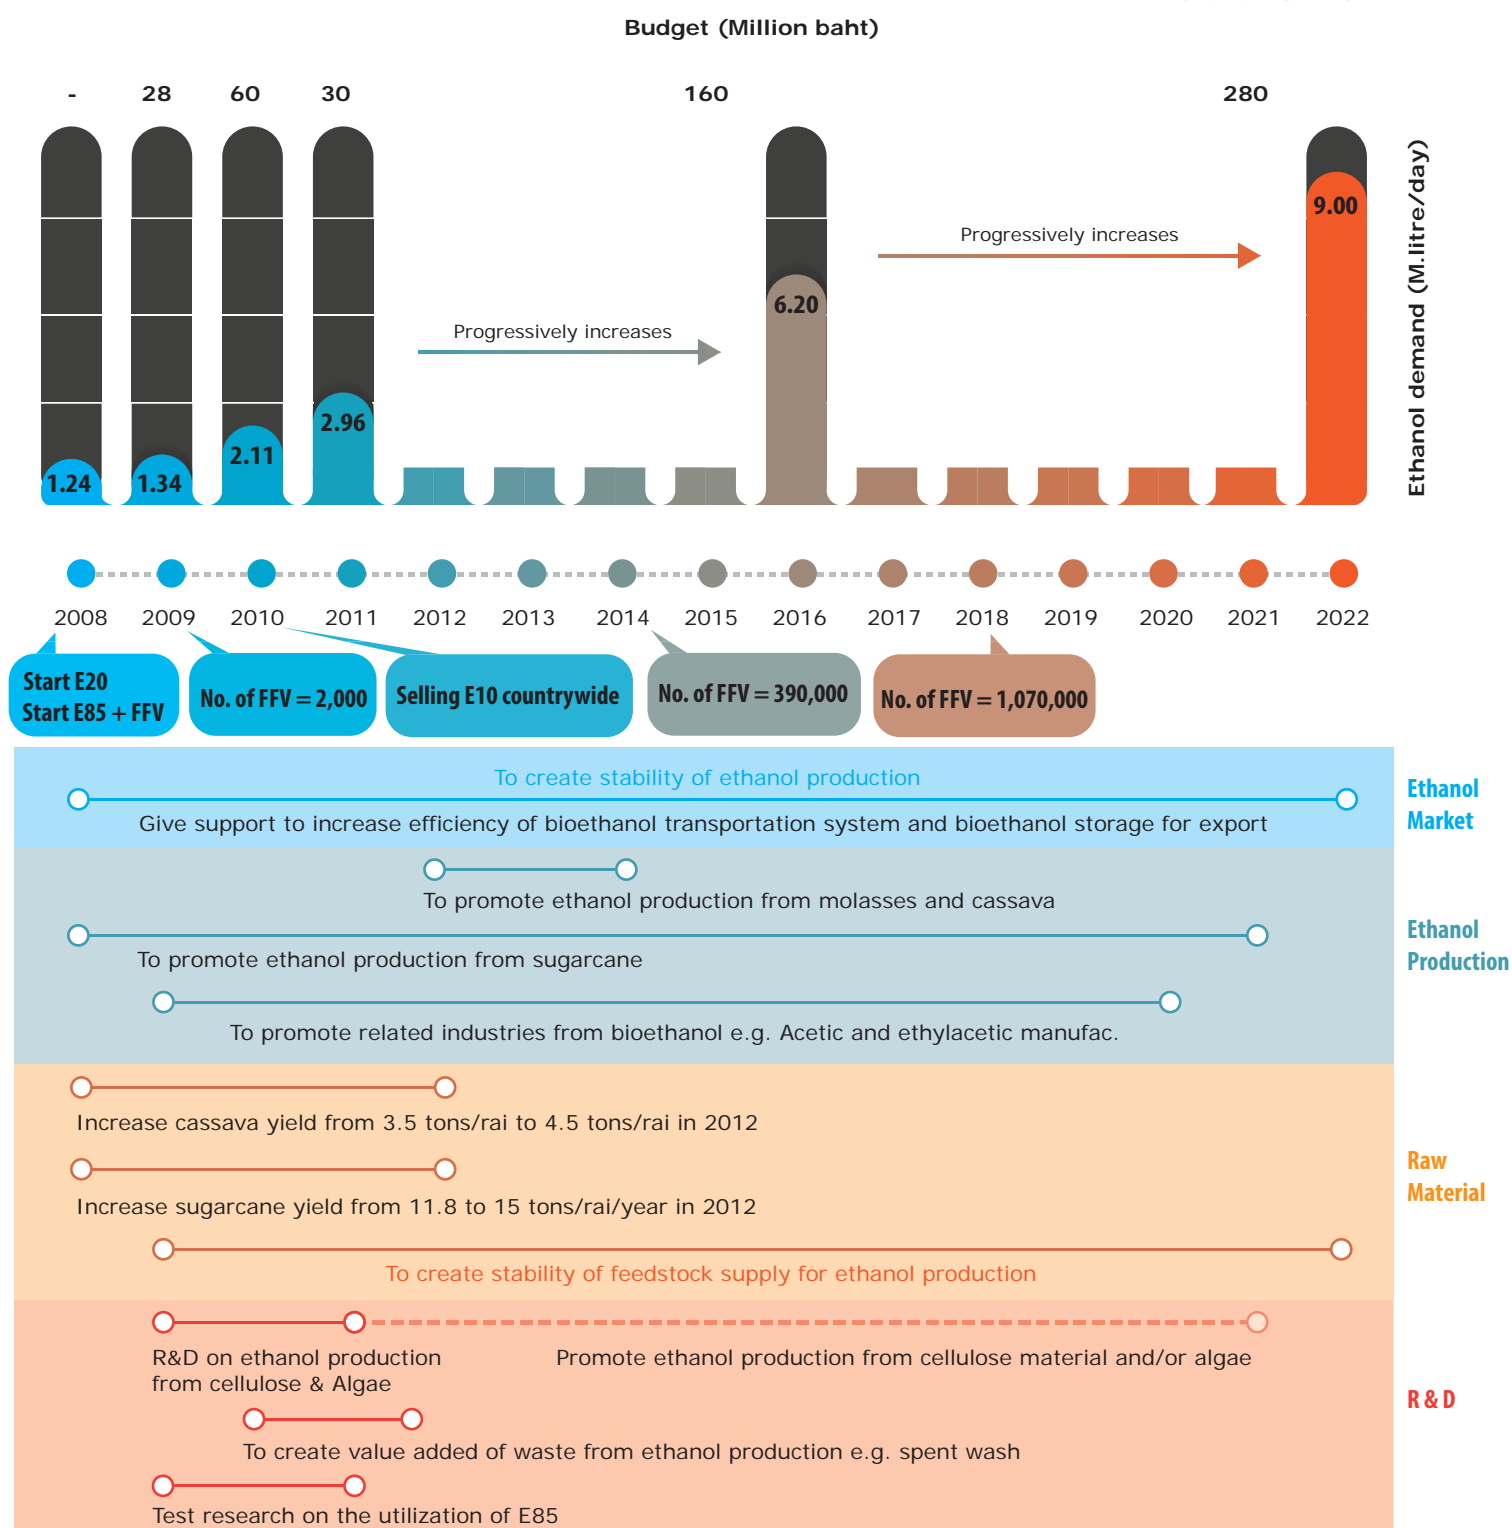 Budget (Million baht)
- 28 60 30 160 280
Ethanol demand (M.litre/day)
9.00
Progressively increases
6.20
Progressively increases
2.96
2.11
1.34
1.24
2008 2009 2010 2011 2012 2013 2014 2015 2016 2017 2018 2019 2020 2021 2022
Start E20
Start E85 + FFV
No. of FFV = 2,000
Selling E10 countrywide
No. of FFV = 390,000
No. of FFV = 1,070,000
To create stability of ethanol production
Give support to increase efficiency of bioethanol transportation system and bioethanol storage for export
Ethanol
Market
To promote ethanol production from molasses and cassava
To promote ethanol production from sugarcane
To promote related industries from bioethanol e.g. Acetic and ethylacetic manufac.
Ethanol
Production
Increase cassava yield from 3.5 tons/rai to 4.5 tons/rai in 2012
Increase sugarcane yield from 11.8 to 15 tons/rai/year in 2012
To create stability of feedstock supply for ethanol production
Raw
Material
R&D on ethanol production
from cellulose & Algae
Promote ethanol production from cellulose material and/or algae
To create value added of waste from ethanol production e.g. spent wash
Test research on the utilization of E85
R & D